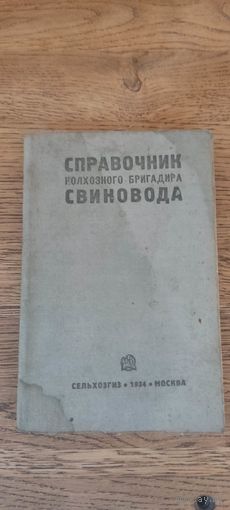 СПРАВОЧНИК
КОЛХОЗНОГО БРИГАДИРА
СВИНОВОДА
СЕЛЬХОЗГИЗ • 1934 • МОСКВА